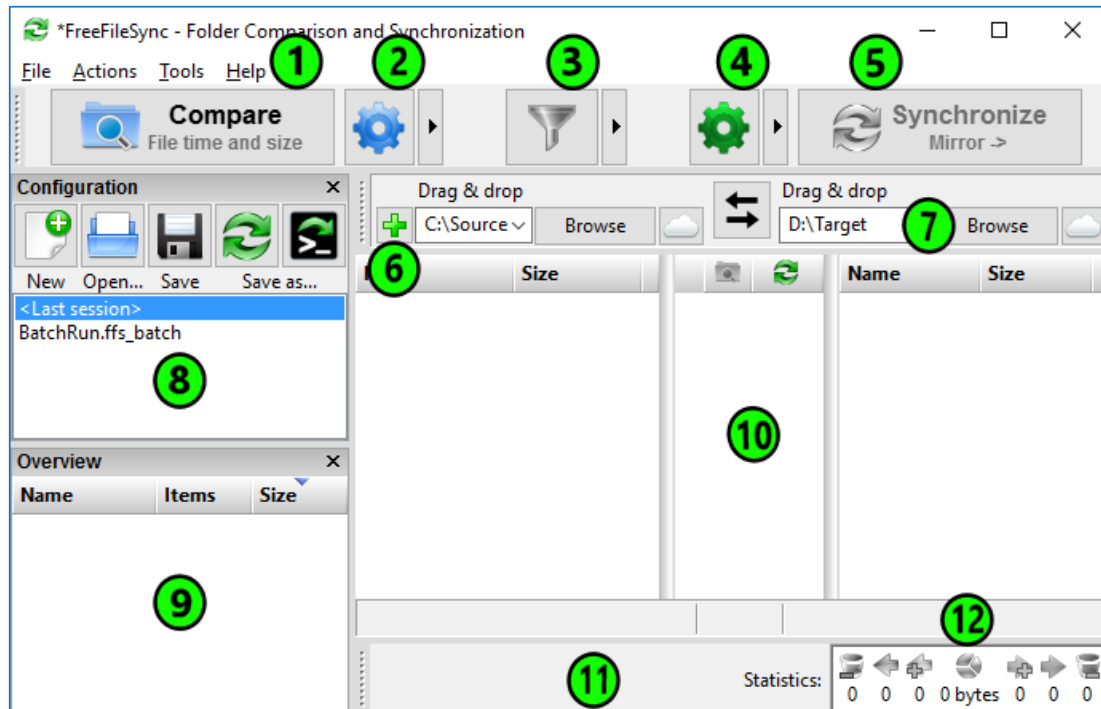 *FreeFileSync - Folder Comparison and Synchronization
File Actions Tools Help
1 2 3 4 5
Compare
File time and size
Synchronize
Mirror ->
Configuration
Drag & drop
Drag & drop
C:\Source
Browse
D:\Target
7
Browse
New Open... Save Save as...
6
Size
Name
Size
<Last session>
BatchRun.ffs_batch
8
10
Overview
Name Items Size
9
12
11
Statistics:
0 0 0 0 bytes 0 0 0